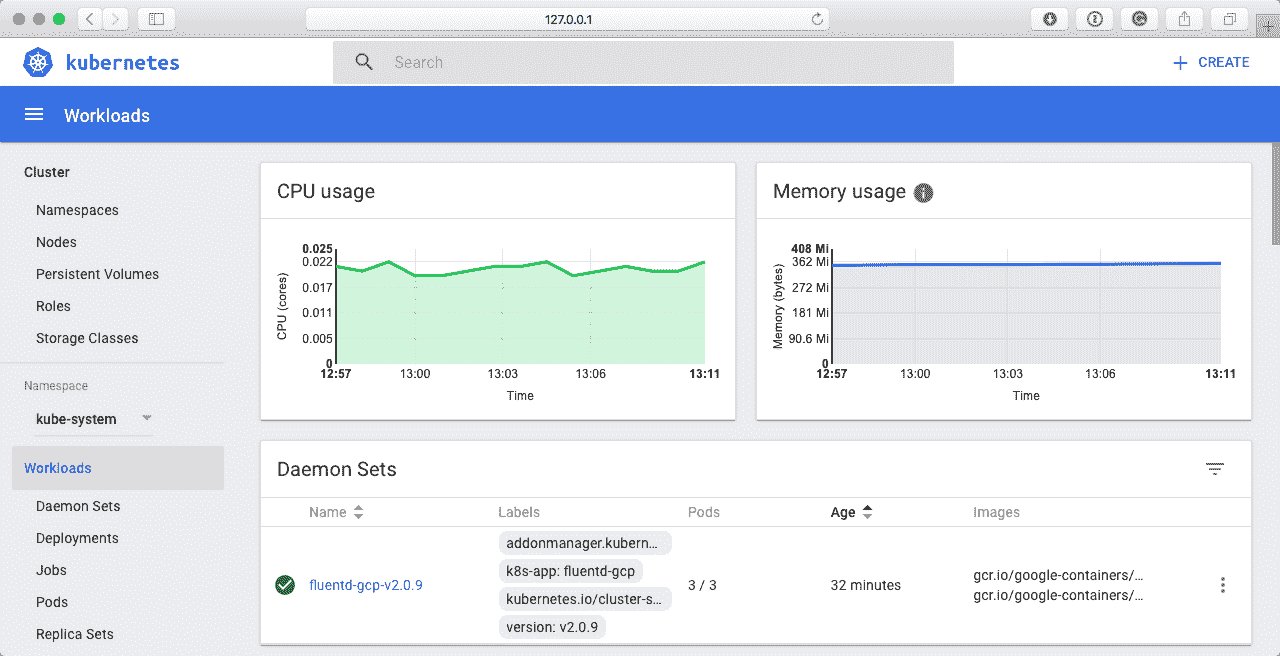 127.0.0.1
kubernetes
Search
CREATE
Workloads
Cluster
Namespaces
Nodes
Persistent Volumes
Roles
Storage Classes
Namespace
kube-system
Workloads
Daemon Sets
Deployments
Jobs
Pods
Replica Sets
CPU usage
CPU (cores)
0.025
0.022
0.017
0.011
0.005
0
12:57 13:00 13:03 13:06 13:11
Time
Memory usage
Memory (bytes)
408 Mi
362 Mi
272 Mi
181 Mi
90.6 Mi
0
12:57 13:00 13:03 13:06 13:11
Time
Daemon Sets
Name Labels Pods Age Images
fluentd-gcp-v2.0.9
addonmanager.kubern...
k8s-app: fluentd-gcp
kubernetes.io/cluster-s...
version: v2.0.9
3 / 3
32 minutes
gcr.io/google-containers/...
gcr.io/google-containers/...